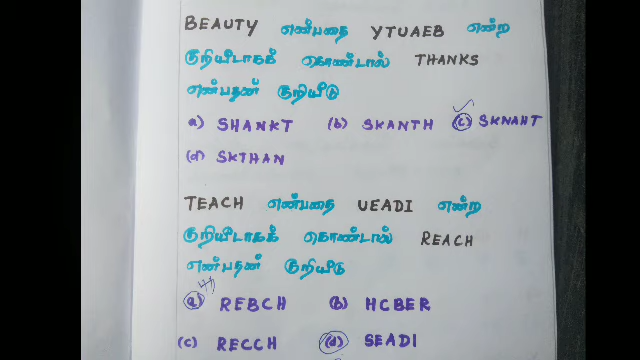 BEAUTY என்பதை YTUAEB என்ற
குறியீடாகக் கொண்டால் THANKS
என்பதன் குறியீடு
a) SHANKT (b) SKANTH (c) SKNAHT
(d) SKTHAN
TEACH என்பதை UEADI என்ற
குறியீடாகக் கொண்டால் REACH
என்பதன் குறியீடு
(a) REBCH (b) HCBER
(c) RECCH (d) SEADI